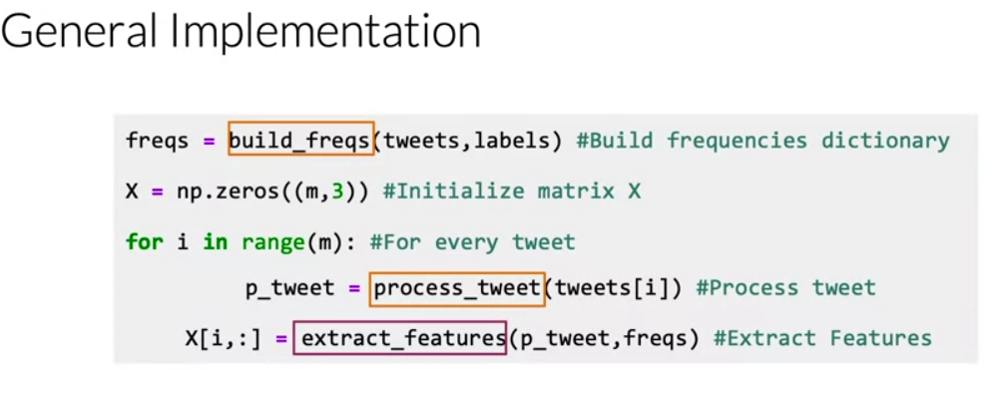 General Implementation
freqs = build_freqs(tweets,labels) #Build frequencies dictionary
X = np.zeros((m,3)) #Initialize matrix X
for i in range(m): #For every tweet
p_tweet = process_tweet(tweets[i]) #Process tweet
X[i,:] = extract_features(p_tweet,freqs) #Extract Features